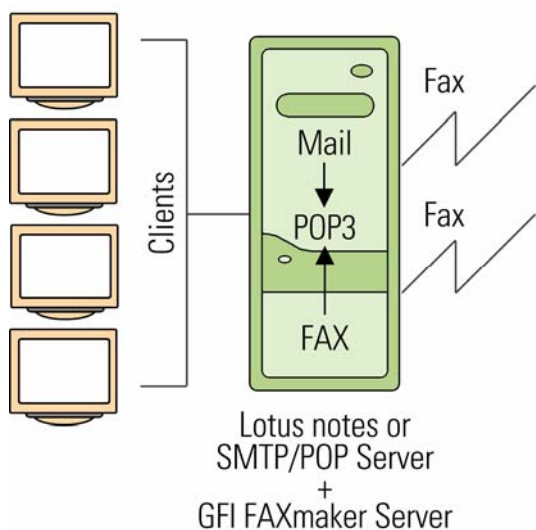 Clients
Mail
POP3
FAX
Fax
Fax
Lotus notes or
SMTP/POP Server
+
GFI FAXmaker Server